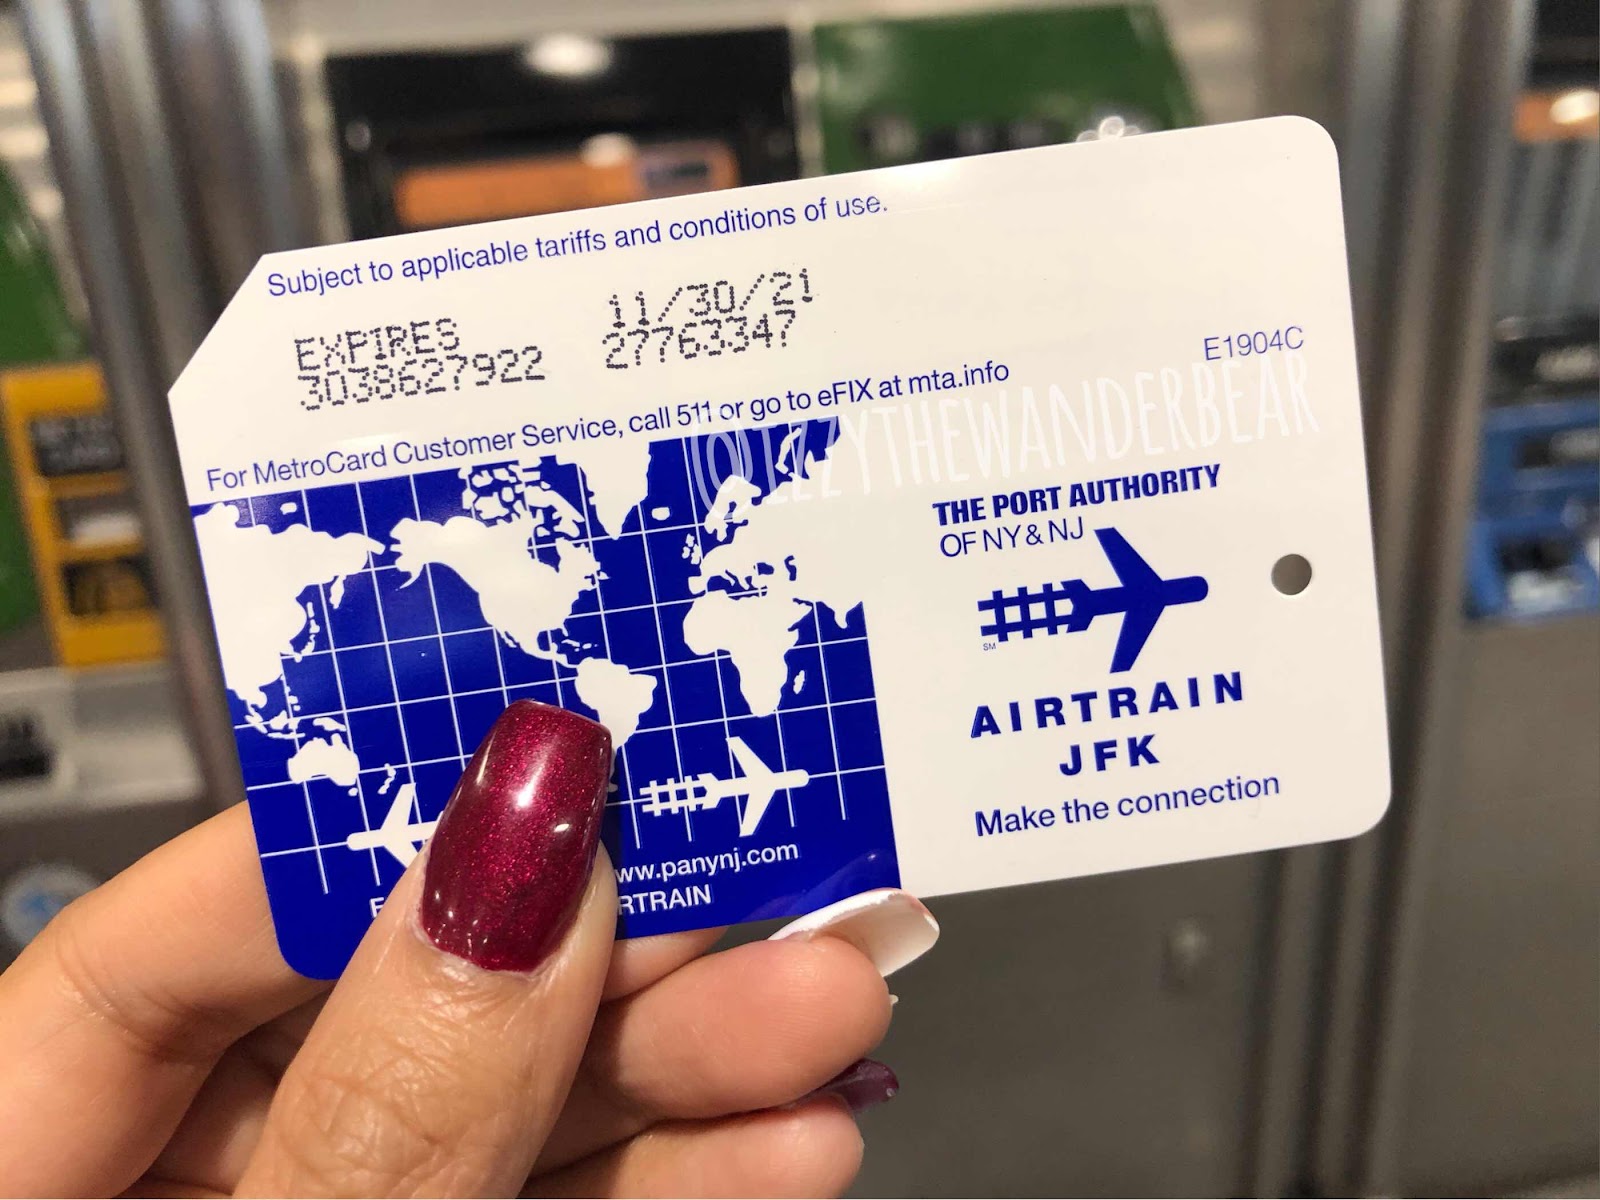 Subject to applicable tariffs and conditions of use.
EXPIRES 11/30/21
3038627922 27763347
E1904C
For MetroCard Customer Service, call 511 or go to eFIX at mta.info
@IZZYTHEWANDERBEAR
THE PORT AUTHORITY
OF NY & NJ
SM
AIRTRAIN
JFK
Make the connection
www.panynj.com